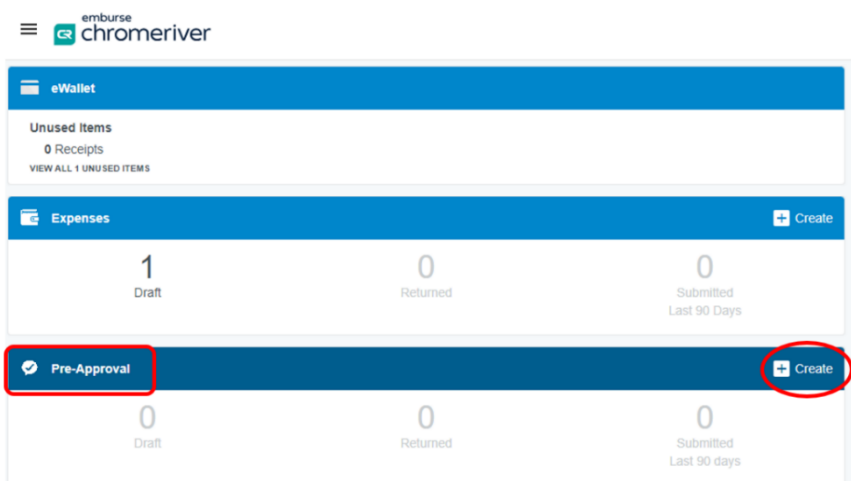 emburse
CR chromeriver
eWallet
Unused Items
0 Receipts
VIEW ALL 1 UNUSED ITEMS
Expenses
Create
1
0
0
Draft
Returned
Submitted
Last 90 Days
Pre-Approval
Create
0
0
0
Draft
Returned
Submitted
Last 90 days